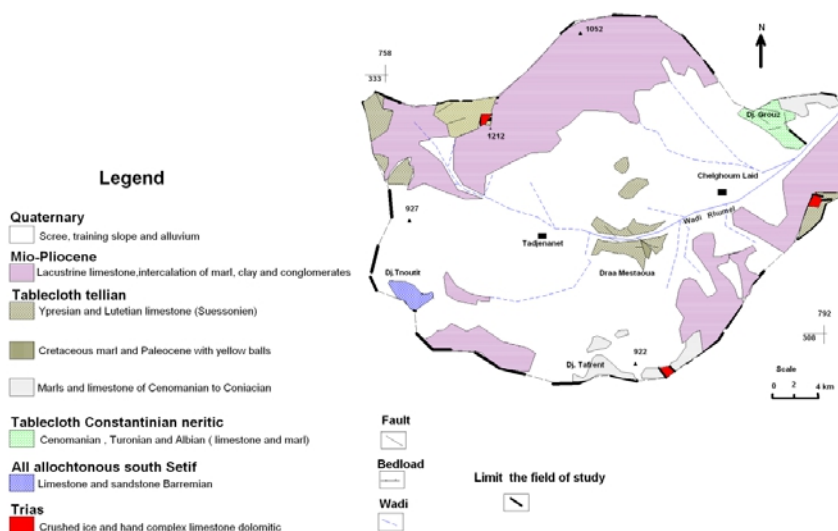 1052
N
758
333
Dj. Grouz
1212
Chelghoum Laid
Legend
927
Wadi Rhumel
Quaternary
Scree, training slope and alluvium
Tadjenanet
Mio-Pliocene
Lacustrine limestone,intercalation of marl, clay and conglomerates
Dj.Tnoutit
Draa Mestaoua
Tablecloth tellian
Ypresian and Lutetian limestone (Suessonien)
792
508
Cretaceous marl and Paleocene with yellow balls
Dj. Tafrent
922
Scale
Marls and limestone of Cenomanian to Coniacian
0 2 4 km
Tablecloth Constantinian neritic
Cenomanian , Turonian and Albian ( limestone and marl)
Fault
All allochtonous south Setif
Bedload
Limestone and sandstone Barremian
Limit the field of study
Trias
Wadi
Crushed ice and hand complex limestone dolomitic